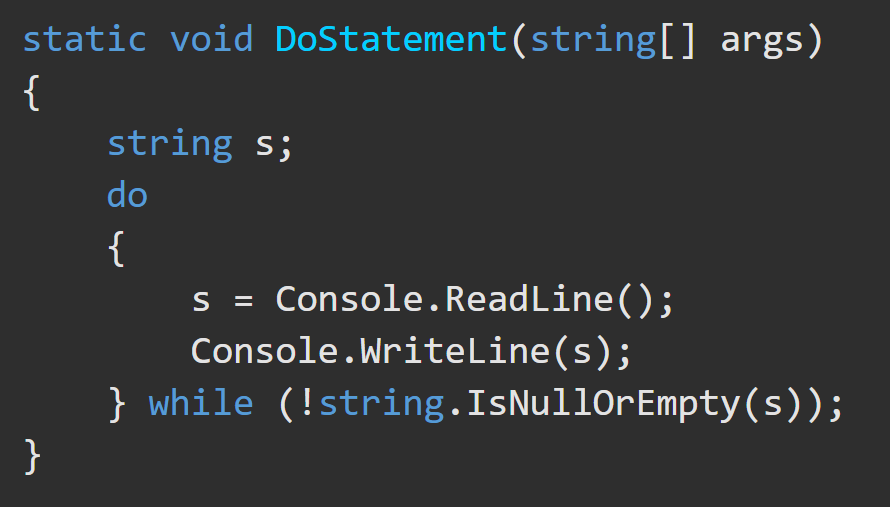 static void DoStatement(string[] args)
{
    string s;
    do
    {
        s = Console.ReadLine();
        Console.WriteLine(s);
    } while (!string.IsNullOrEmpty(s));
}